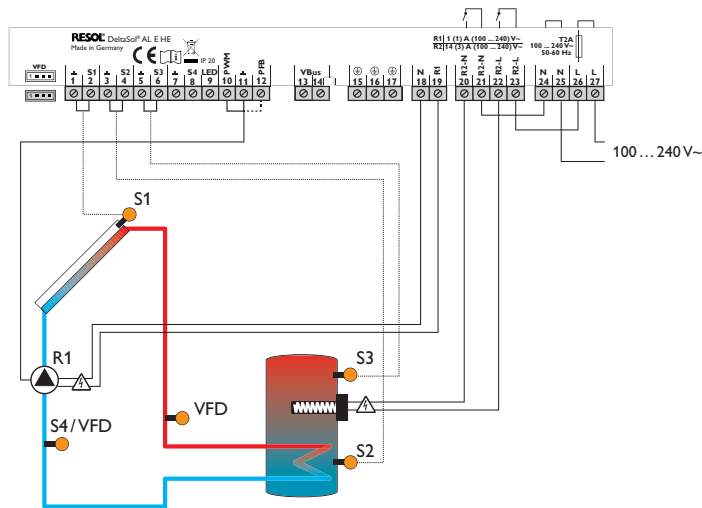 RESOL® DeltaSol® AL E HE
Made in Germany
CE i IP 20
R1 1 (1) A (100 ... 240) V~
R2 14 (3) A (100 ... 240) V~
T2A
100 ... 240 V~
50-60 Hz
VFD
S1 S2 S3 S4 LED PWM PFB
1 2 3 4 5 6 7 8 9 10 11 12
VBus
13 14
15 16 17
N R1 R2-N R2-N R2-L R2-L N N L L
18 19 20 21 22 23 24 25 26 27
1
1
100 ... 240 V~
S1
R1
S3
VFD
S4 / VFD
S2